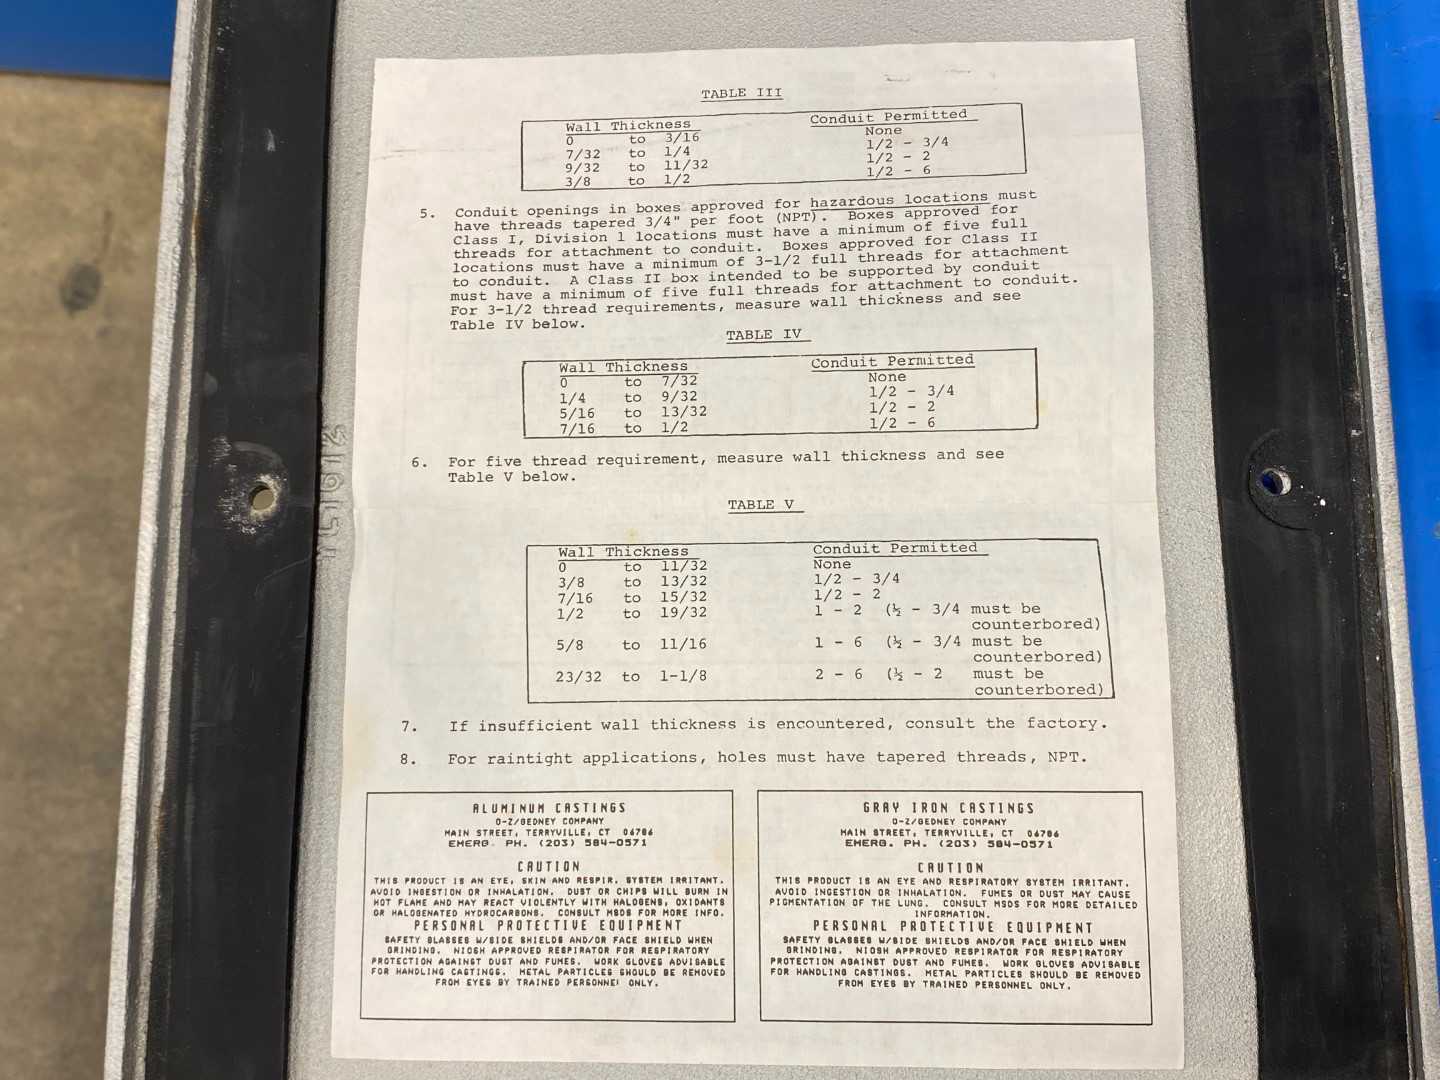 TABLE III
Wall Thickness Conduit Permitted
0 to 3/16 None
7/32 to 1/4 1/2 - 3/4
9/32 to 11/32 1/2 - 2
3/8 to 1/2 1/2 - 6
5. Conduit openings in boxes approved for hazardous locations must
have threads tapered 3/4" per foot (NPT). Boxes approved for
Class I, Division 1 locations must have a minimum of five full
threads for attachment to conduit. Boxes approved for Class II
locations must have a minimum of 3-1/2 full threads for attachment
to conduit. A Class II box intended to be supported by conduit
must have a minimum of five full threads for attachment to conduit.
For 3-1/2 thread requirements, measure wall thickness and see
Table IV below.
TABLE IV
Wall Thickness Conduit Permitted
0 to 7/32 None
1/4 to 9/32 1/2 - 3/4
5/16 to 13/32 1/2 - 2
7/16 to 1/2 1/2 - 6
6. For five thread requirement, measure wall thickness and see
Table V below.
TABLE V
Wall Thickness Conduit Permitted
0 to 11/32 None
3/8 to 13/32 1/2 - 3/4
7/16 to 15/32 1/2 - 2
1/2 to 19/32 1 - 2 (½ - 3/4 must be
counterbored)
5/8 to 11/16 1 - 6 (½ - 3/4 must be
counterbored)
23/32 to 1-1/8 2 - 6 (½ - 2 must be
counterbored)
7. If insufficient wall thickness is encountered, consult the factory.
8. For raintight applications, holes must have tapered threads, NPT.
ALUMINUM CASTINGS
O-Z/GEDNEY COMPANY
MAIN STREET, TERRYVILLE, CT 06786
EMERG. PH. (203) 584-0571
CAUTION
THIS PRODUCT IS AN EYE, SKIN AND RESPIR. SYSTEM IRRITANT.
AVOID INGESTION OR INHALATION. DUST OR CHIPS WILL BURN IN
HOT FLAME AND MAY REACT VIOLENTLY WITH HALOGENS, OXIDANTS
OR HALOGENATED HYDROCARBONS. CONSULT MSDS FOR MORE INFO.
PERSONAL PROTECTIVE EQUIPMENT
SAFETY GLASSES W/SIDE SHIELDS AND/OR FACE SHIELD WHEN
GRINDING. NIOSH APPROVED RESPIRATOR FOR RESPIRATORY
PROTECTION AGAINST DUST AND FUMES. WORK GLOVES ADVISABLE
FOR HANDLING CASTINGS. METAL PARTICLES SHOULD BE REMOVED
FROM EYES BY TRAINED PERSONNEL ONLY.
GRAY IRON CASTINGS
O-Z/GEDNEY COMPANY
MAIN STREET, TERRYVILLE, CT 06786
EMERG. PH. (203) 584-0571
CAUTION
THIS PRODUCT IS AN EYE AND RESPIRATORY SYSTEM IRRITANT.
AVOID INGESTION OR INHALATION. FUMES OR DUST MAY CAUSE
PIGMENTATION OF THE LUNG. CONSULT MSDS FOR MORE DETAILED
INFORMATION.
PERSONAL PROTECTIVE EQUIPMENT
SAFETY GLASSES W/SIDE SHIELDS AND/OR FACE SHIELD WHEN
GRINDING. NIOSH APPROVED RESPIRATOR FOR RESPIRATORY
PROTECTION AGAINST DUST AND FUMES. WORK GLOVES ADVISABLE
FOR HANDLING CASTINGS. METAL PARTICLES SHOULD BE REMOVED
FROM EYES BY TRAINED PERSONNEL ONLY.